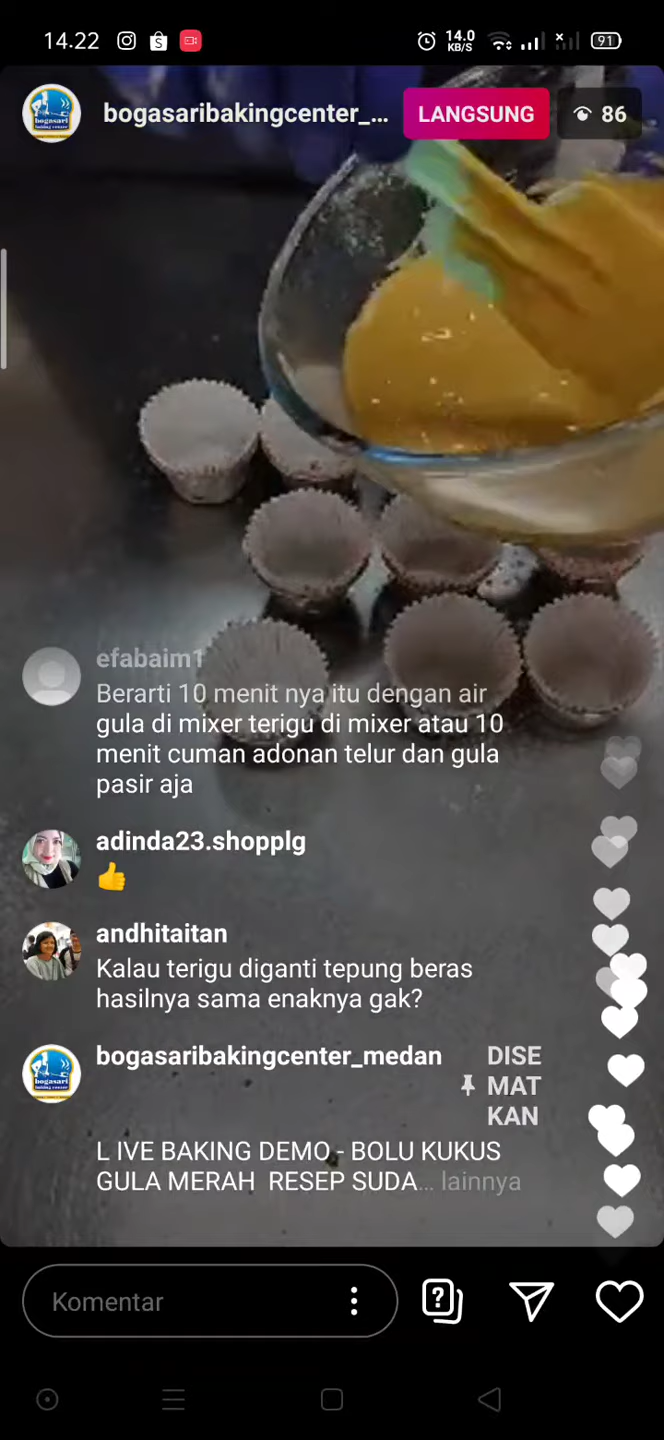 14.22
14.0
KB/S
91
bogasaribakingcenter_...
LANGSUNG
86
efabaim1
Berarti 10 menit nya itu dengan air
gula di mixer terigu di mixer atau 10
menit cuman adonan telur dan gula
pasir aja
adinda23.shopplg
andhitaitan
Kalau terigu diganti tepung beras
hasilnya sama enaknya gak?
bogasaribakingcenter_medan
DISE
MAT
KAN
L IVE BAKING DEMO - BOLU KUKUS
GULA MERAH RESEP SUDA... lainnya
Komentar